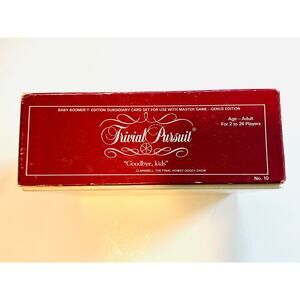 BABY BOOMER™ EDITION SUBSIDIARY CARD SET FOR USE WITH MASTER GAME - GENUS EDITION
Age – Adult
For 2 to 24 Players
Trivial Pursuit®
"Goodbye, kids"
CLARABELL, THE FINAL HOWDY DOODY SHOW
No. 10